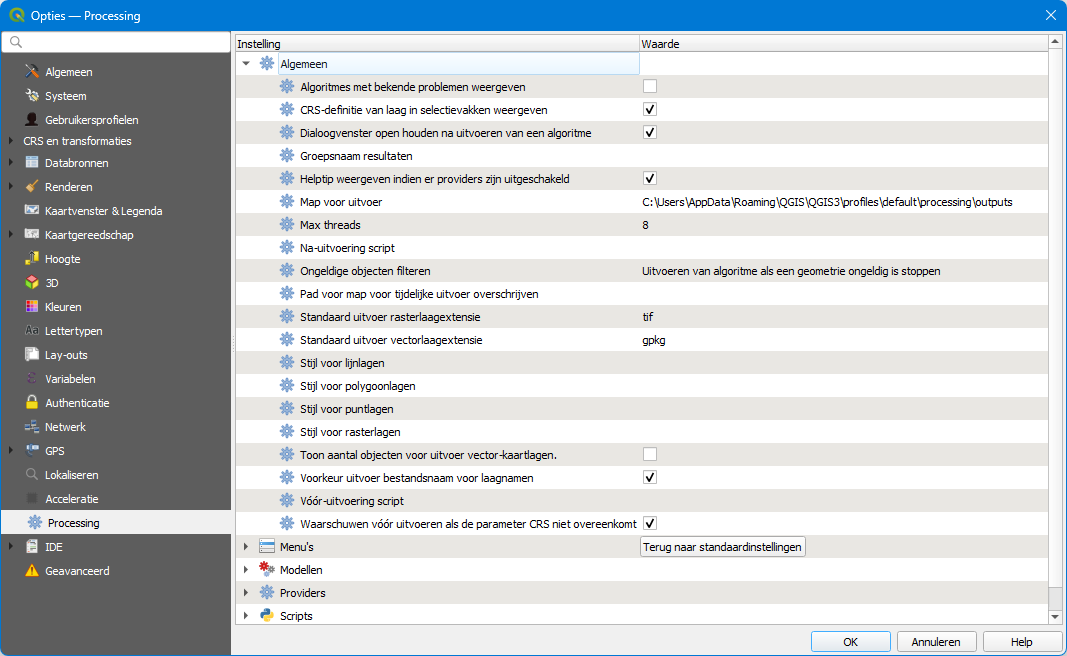 Opties — Processing
Algemeen
Systeem
Gebruikersprofielen
CRS en transformaties
Databronnen
Renderen
Kaartvenster & Legenda
Kaartgereedschap
Hoogte
3D
Kleuren
Lettertypen
Lay-outs
Variabelen
Authenticatie
Netwerk
GPS
Lokaliseren
Acceleratie
Processing
IDE
Geavanceerd
Instelling Waarde
Algemeen
Algoritmes met bekende problemen weergeven
CRS-definitie van laag in selectievakken weergeven
Dialoogvenster open houden na uitvoeren van een algoritme
Groepsnaam resultaten
Helptip weergeven indien er providers zijn uitgeschakeld
Map voor uitvoer C:\Users\AppData\Roaming\QGIS\QGIS3\profiles\default\processing\outputs
Max threads 8
Na-uitvoering script
Ongeldige objecten filteren Uitvoeren van algoritme als een geometrie ongeldig is stoppen
Pad voor map voor tijdelijke uitvoer overschrijven
Standaard uitvoer rasterlaagextensie tif
Standaard uitvoer vectorlaagextensie gpkg
Stijl voor lijnlagen
Stijl voor polygoonlagen
Stijl voor puntlagen
Stijl voor rasterlagen
Toon aantal objecten voor uitvoer vector-kaartlagen.
Voorkeur uitvoer bestandsnaam voor laagnamen
Vóór-uitvoering script
Waarschuwen vóór uitvoeren als de parameter CRS niet overeenkomt
Menu's Terug naar standaardinstellingen
Modellen
Providers
Scripts
OK Annuleren Help